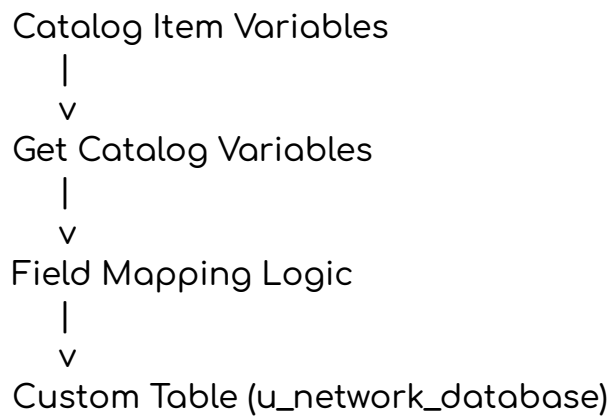 Catalog Item Variables
|
v
Get Catalog Variables
|
v
Field Mapping Logic
|
v
Custom Table (u_network_database)